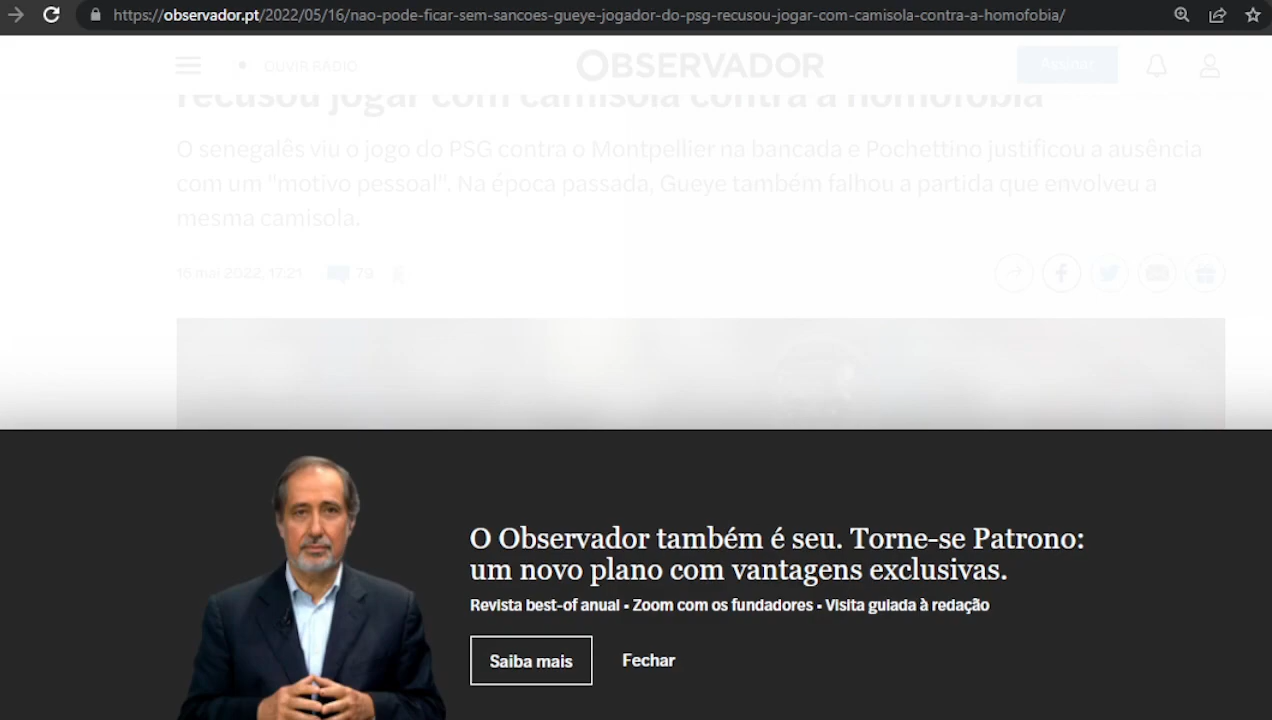 https://observador.pt/2022/05/16/nao-pode-ficar-sem-sancoes-gueye-jogador-do-psg-recusou-jogar-com-camisola-contra-a-homofobia/
OUVIR RÁDIO
OBSERVADOR
Assinar
recusou jogar com camisola contra a homofobia
O senegalês viu o jogo do PSG contra o Montpellier na bancada e Pochettino justificou a ausência
com um "motivo pessoal". Na época passada, Gueye também falhou a partida que envolveu a
mesma camisola.
16 mai 2022, 17:21
79
O Observador também é seu. Torne-se Patrono:
um novo plano com vantagens exclusivas.
Revista best-of anual • Zoom com os fundadores • Visita guiada à redação
Saiba mais
Fechar